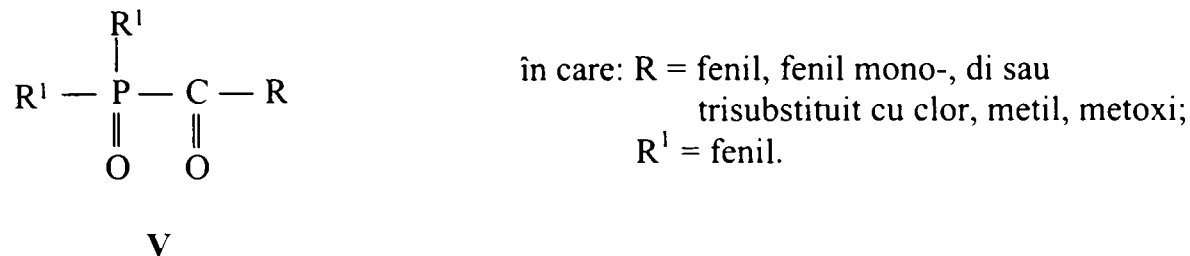 R¹
R¹ — P — C — R
O O
V
în care: R = fenil, fenil mono-, di sau
trisubstituit cu clor, metil, metoxi;
R¹ = fenil.